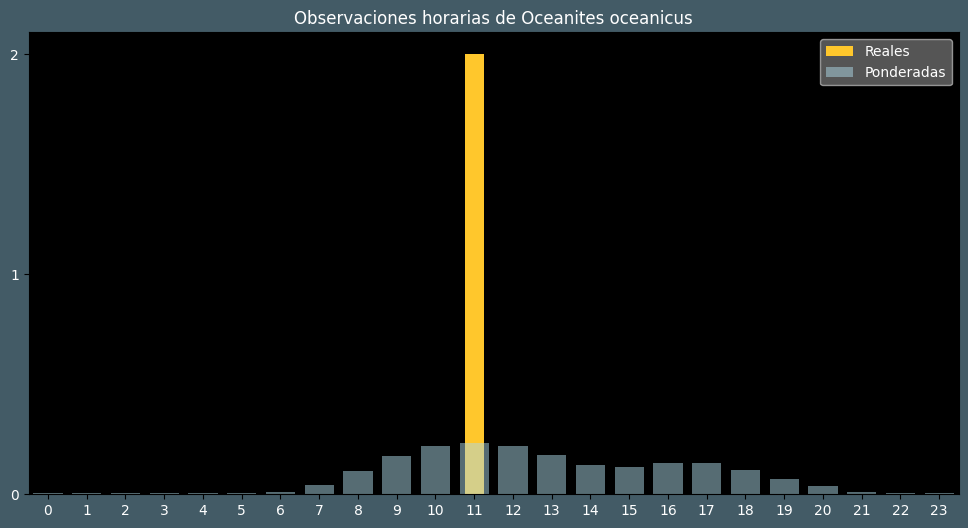 Observaciones horarias de Oceanites oceanicus
Reales
Ponderadas
2
1
0
0 1 2 3 4 5 6 7 8 9 10 11 12 13 14 15 16 17 18 19 20 21 22 23